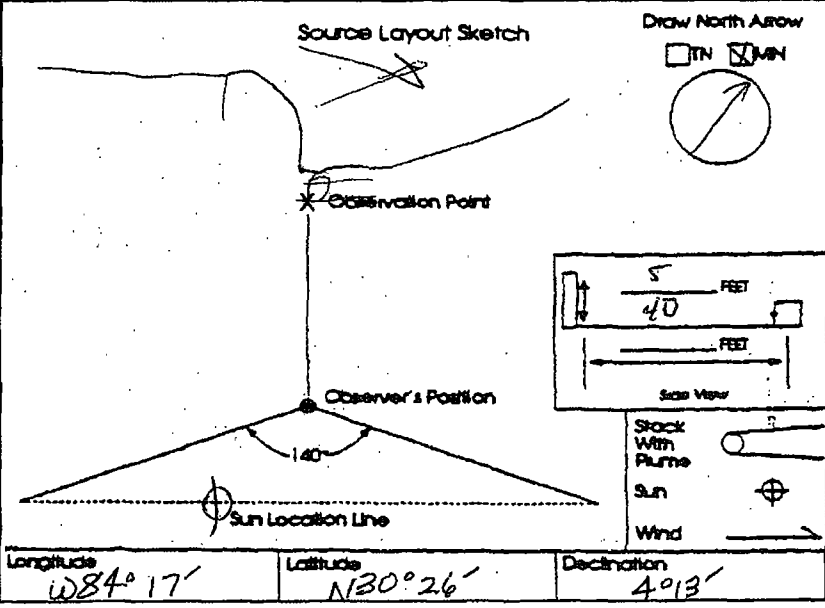 Source Layout Sketch
Draw North Arrow
TN MN
Observation Point
5 FEET
40
FEET
Side View
Observer's Position
140
Stack With Plume
Sun
Wind
Sun Location Line
Longitude
W84° 17′
Latitude
N30° 26′
Declination
4° 13′